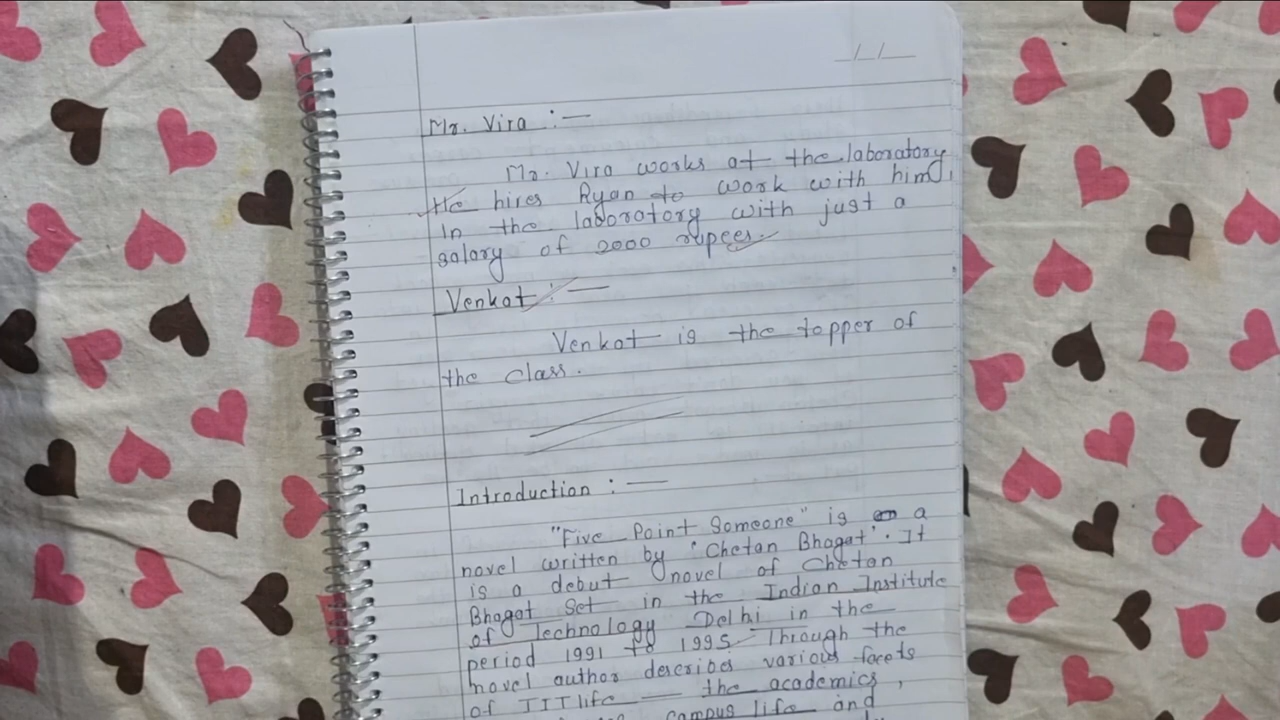 Mr. Vira :—
Mr. Vira works at the laboratory
He hires Ryan to work with him
in the laboratory with just a
salary of 2000 rupees.
Venkat :—
Venkat is the topper of
the class.
Introduction :—
"Five Point Someone" is a
novel written by 'Chetan Bhagat'. It
is a debut novel of Chetan
Bhagat Set in the Indian Institute
of Technology Delhi in the
period 1991 to 1995. Through the
novel author describes various facets
of IIT life — the academics,
campus life and